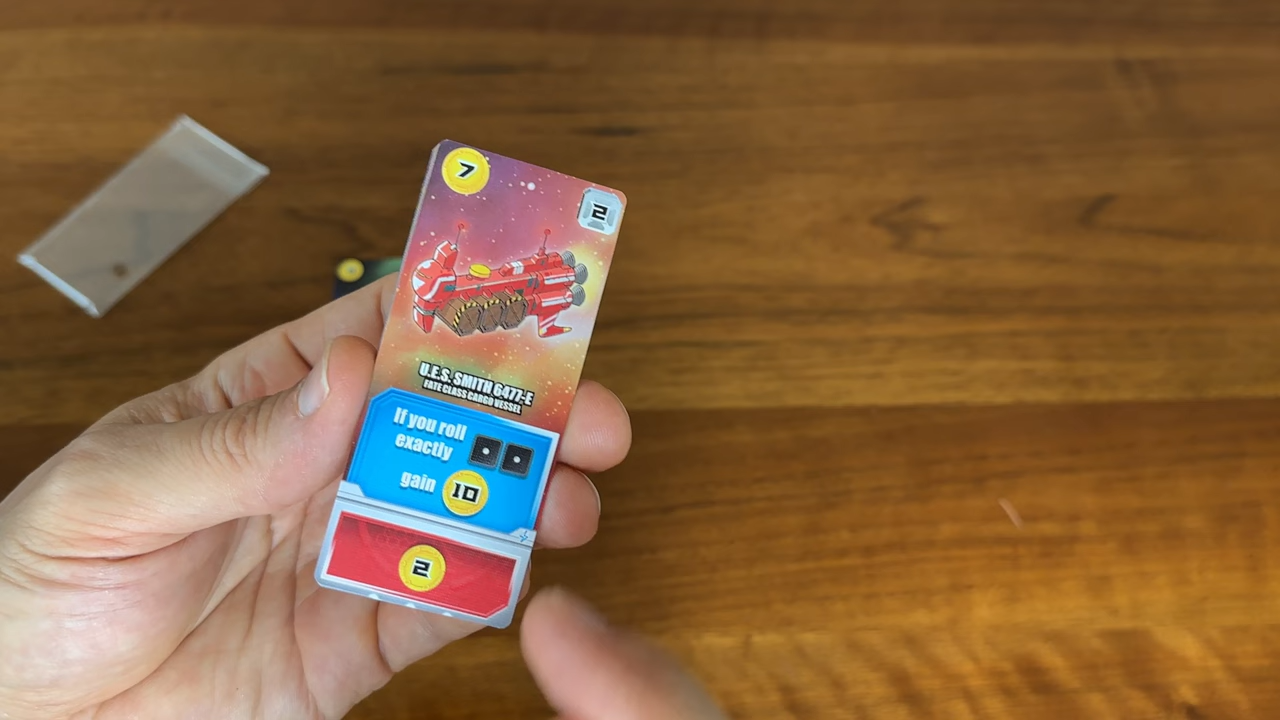 7
2
U.E.S. SMITH 6477-E
FATE CLASS CARGO VESSEL
If you roll
exactly
gain 10
2